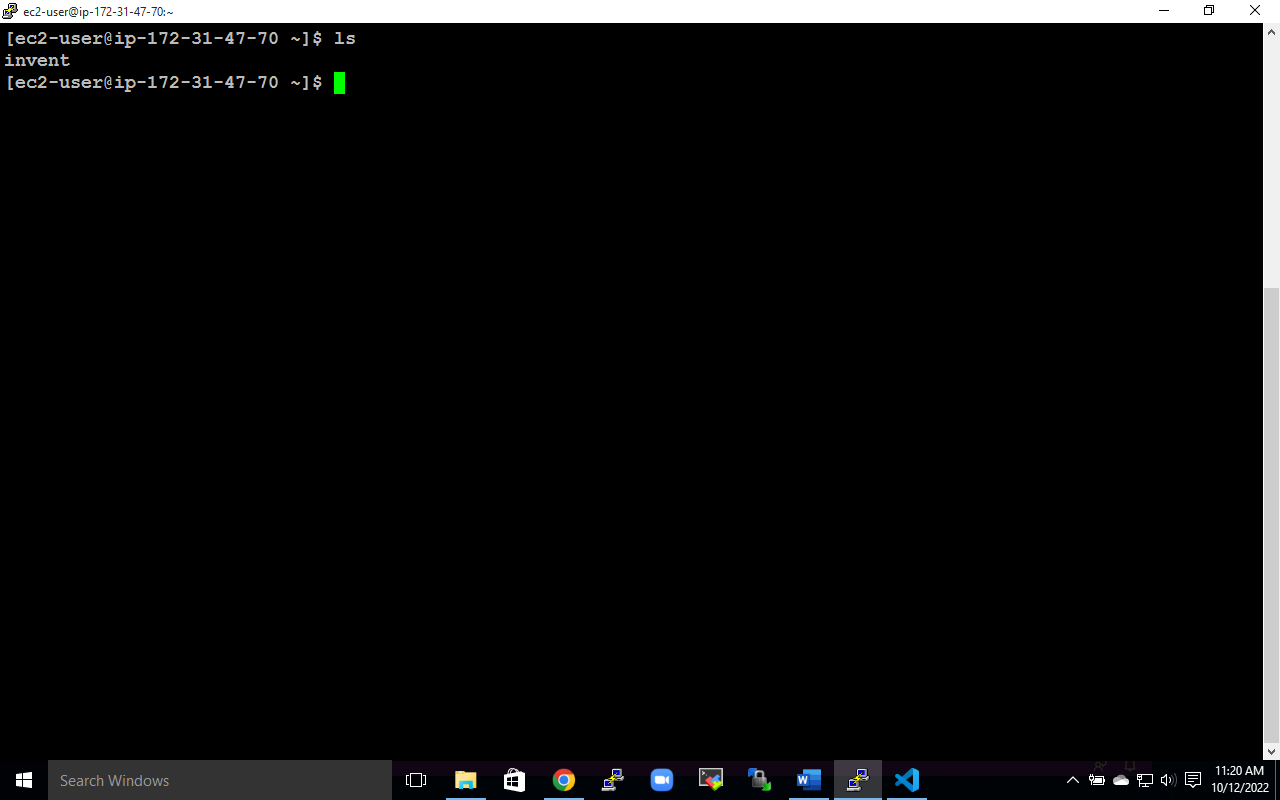 ec2-user@ip-172-31-47-70:~
[ec2-user@ip-172-31-47-70 ~]$ ls
invent
[ec2-user@ip-172-31-47-70 ~]$
Search Windows
11:20 AM
10/12/2022